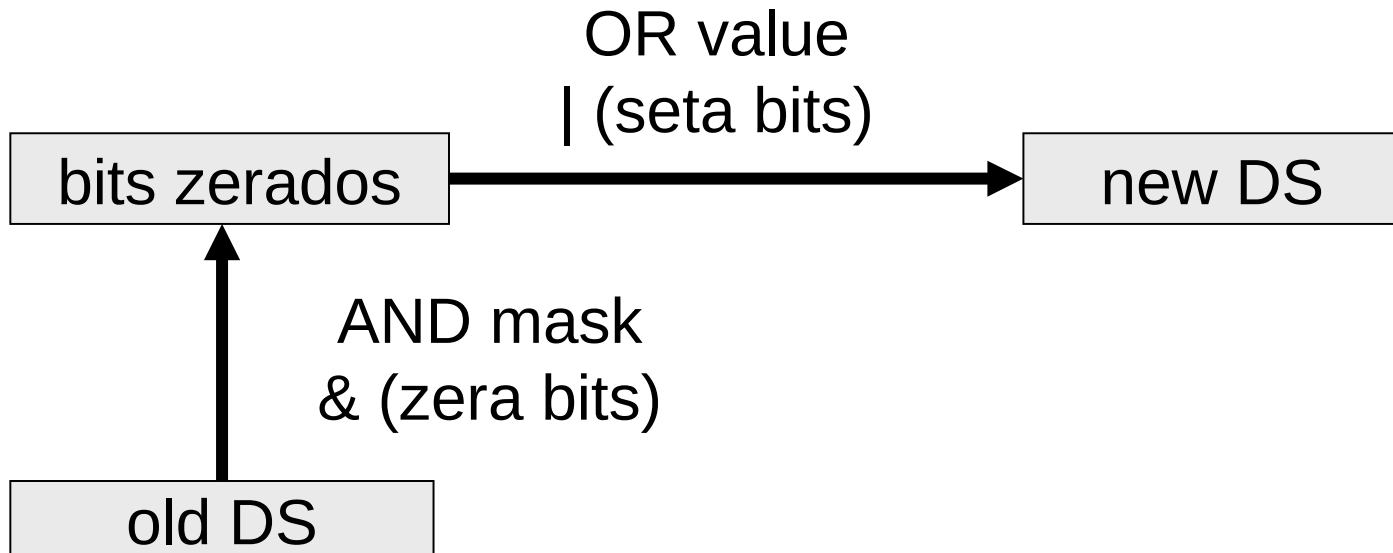 OR value
| (seta bits)
bits zerados
new DS
AND mask
& (zera bits)
old DS